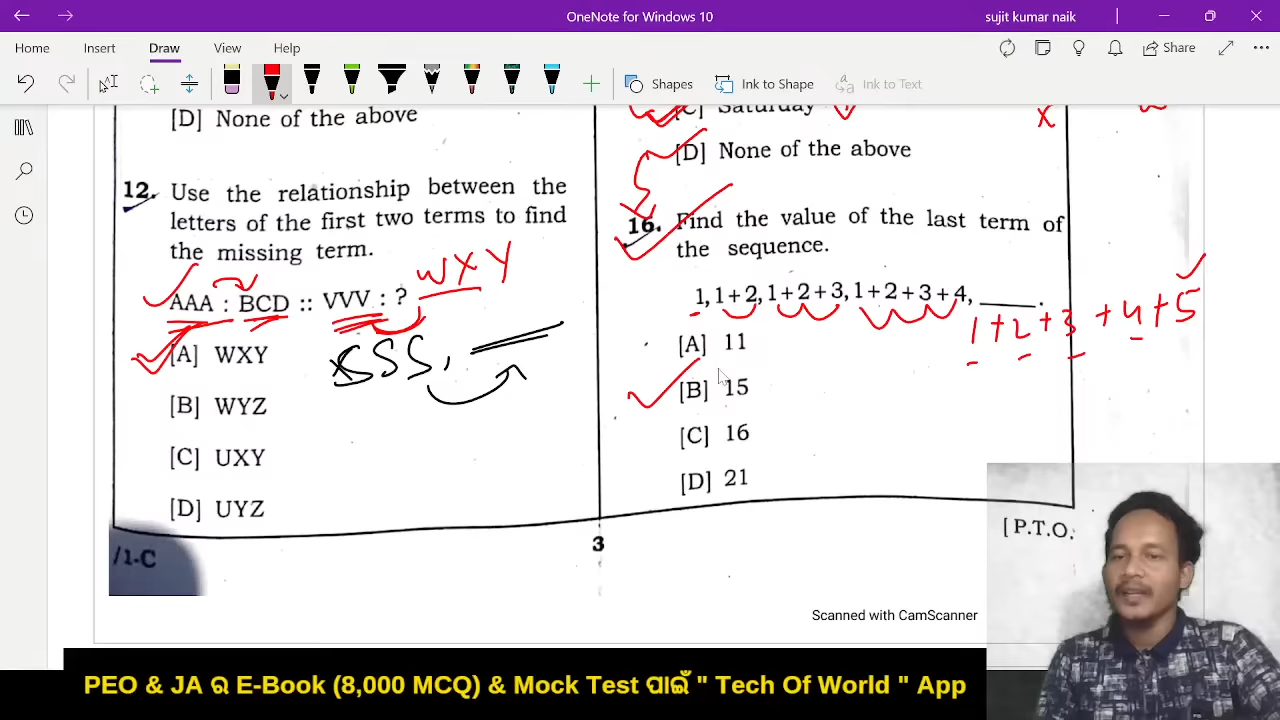 OneNote for Windows 10
sujit kumar naik
Home Insert Draw View Help
Share
Shapes
Ink to Shape
Ink to Text
[D] None of the above
12. Use the relationship between the
letters of the first two terms to find
the missing term.
WXY
AAA : BCD :: VVV : ?
[A] WXY
SSS,
[B] WYZ
[C] UXY
[D] UYZ
/1-C
[C] Saturday
x
[D] None of the above
16. Find the value of the last term of
the sequence.
1, 1+2, 1+2+3, 1+2+3+4, ____.
1+2+3+4+5
[A] 11
[B] 15
[C] 16
[D] 21
[ P.T.O.
3
Scanned with CamScanner
PEO & JA ର E-Book (8,000 MCQ) & Mock Test ପାଇଁ " Tech Of World " App